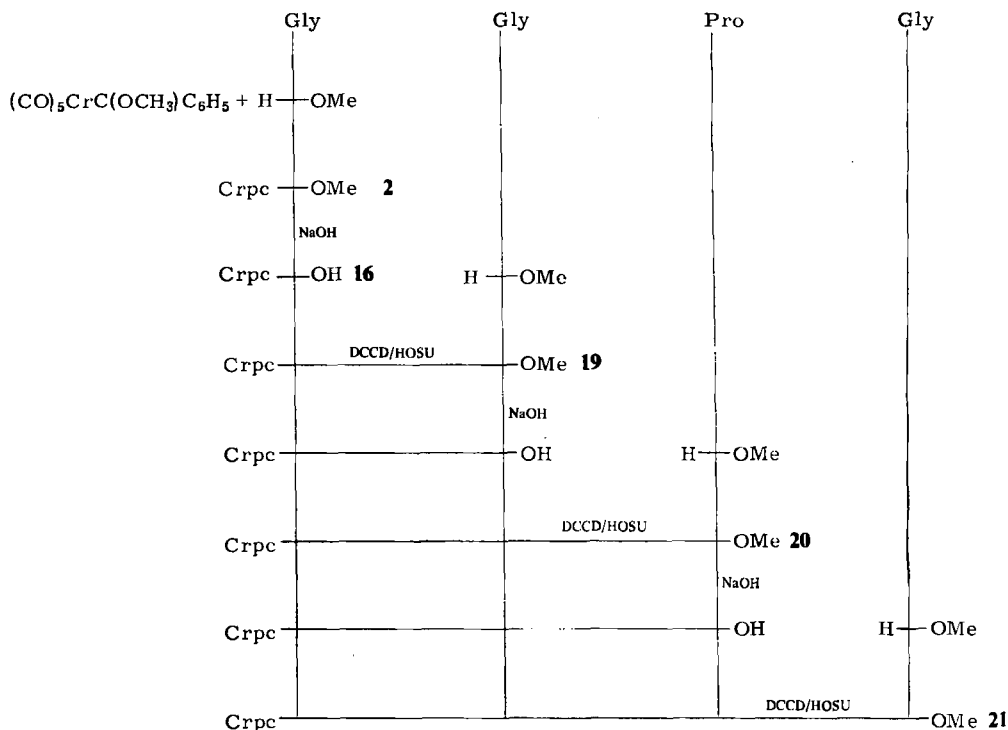 Gly Gly Pro Gly
(CO)₅CrC(OCH₃)C₆H₅ + H OMe
Crpc OMe 2
NaOH
Crpc OH 16 H OMe
DCCD/HOSU
Crpc OMe 19
NaOH
Crpc OH H OMe
DCCD/HOSU
Crpc OMe 20
NaOH
Crpc OH H OMe
DCCD/HOSU
Crpc OMe 21